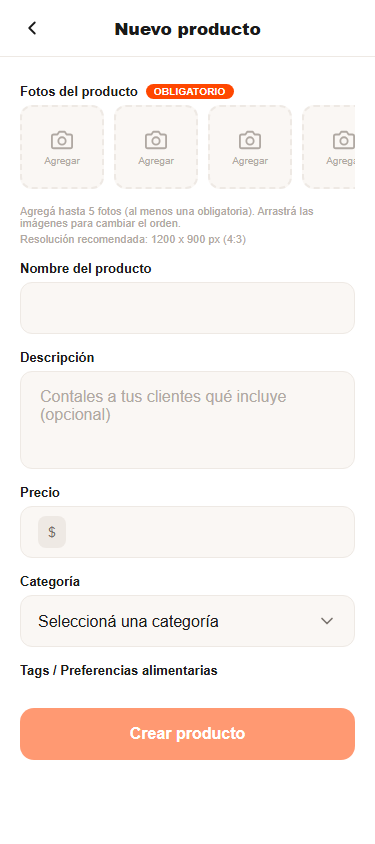 Nuevo producto
Fotos del producto OBLIGATORIO
Agregar Agregar Agregar Agrega
Agregá hasta 5 fotos (al menos una obligatoria). Arrastrá las
imágenes para cambiar el orden.
Resolución recomendada: 1200 x 900 px (4:3)
Nombre del producto
Descripción
Contales a tus clientes qué incluye
(opcional)
Precio
$
Categoría
Seleccioná una categoría
Tags / Preferencias alimentarias
Crear producto